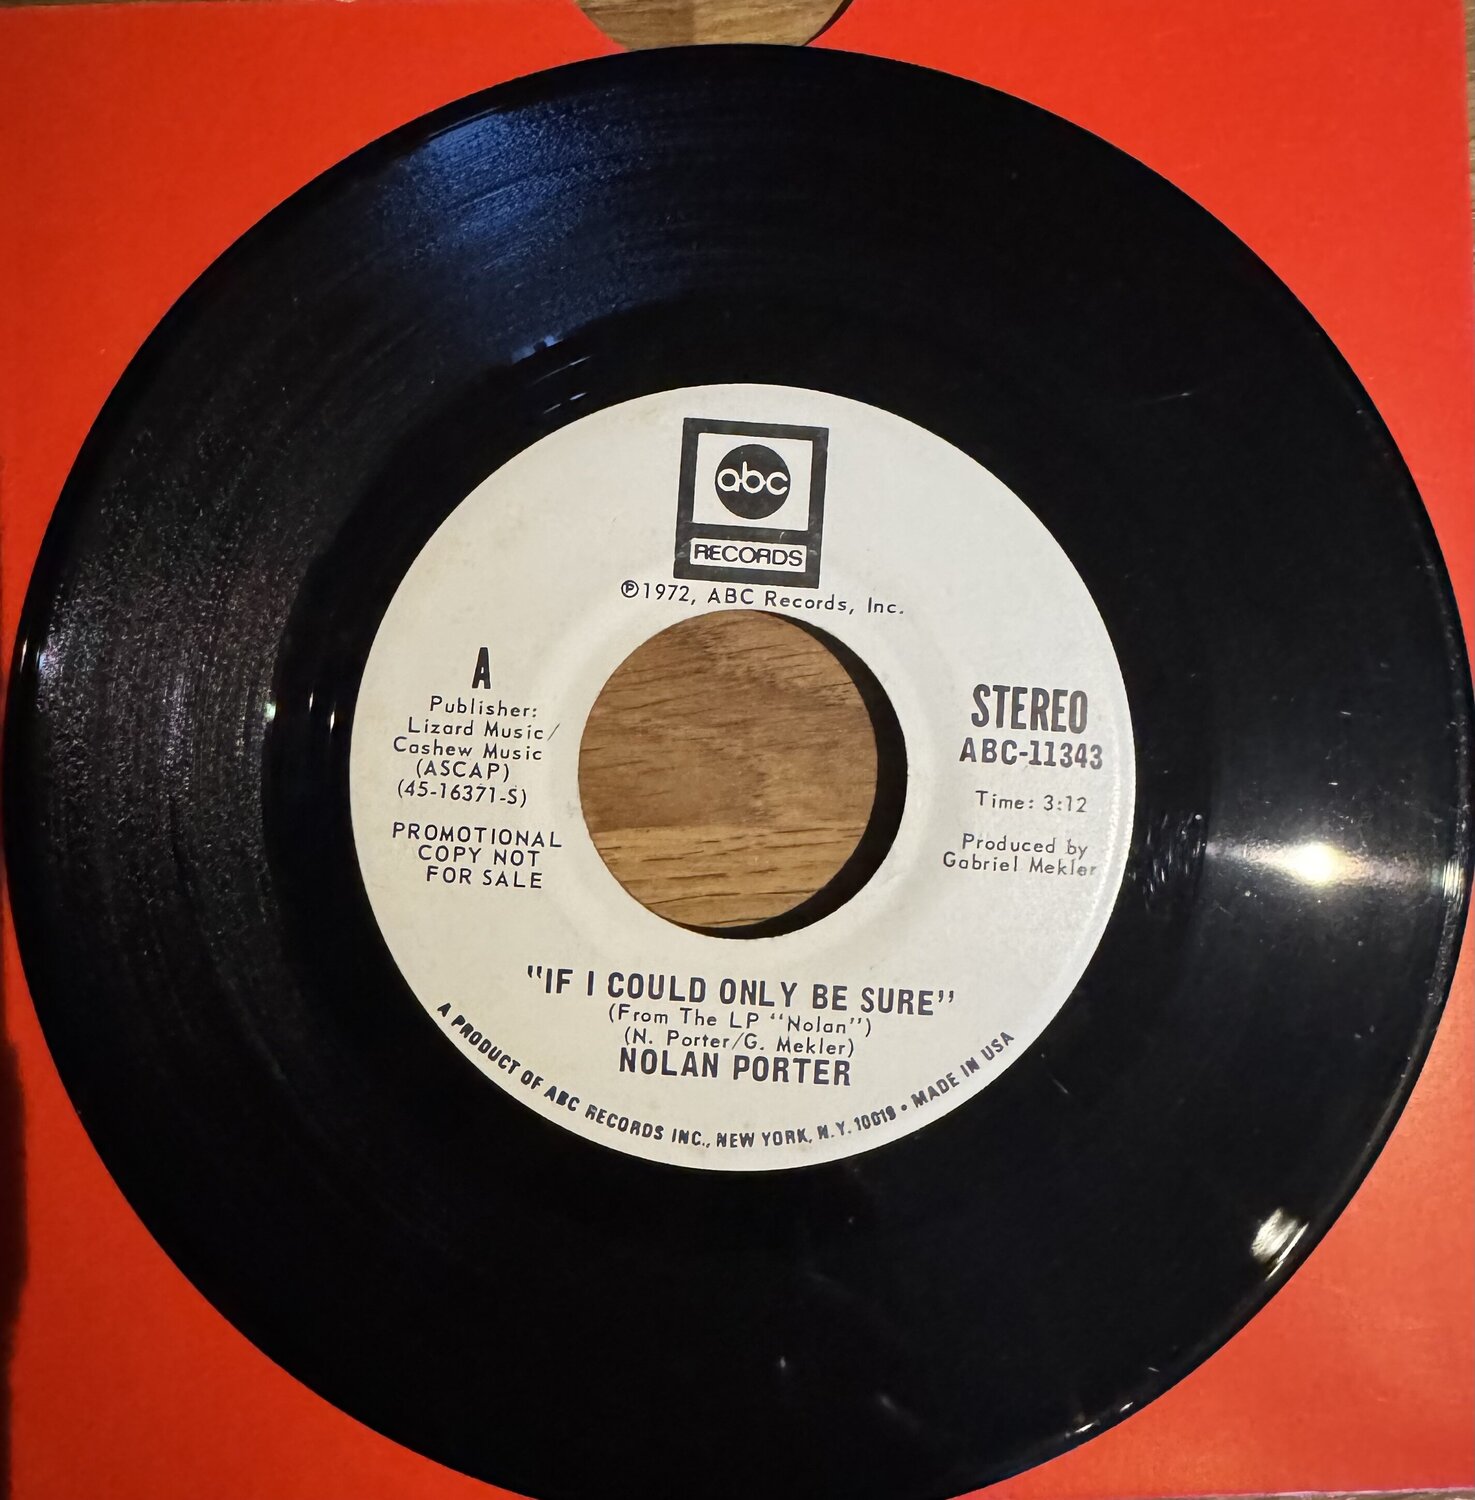 abc
RECORDS
℗1972, ABC Records, Inc.
A
Publisher:
Lizard Music/
Cashew Music
(ASCAP)
(45-16371-S)
PROMOTIONAL
COPY NOT
FOR SALE
STEREO
ABC-11343
Time: 3:12
Produced by
Gabriel Mekler
"IF I COULD ONLY BE SURE"
(From The LP "Nolan")
(N. Porter/G. Mekler)
NOLAN PORTER
A PRODUCT OF ABC RECORDS INC., NEW YORK, N.Y. 10019 • MADE IN USA